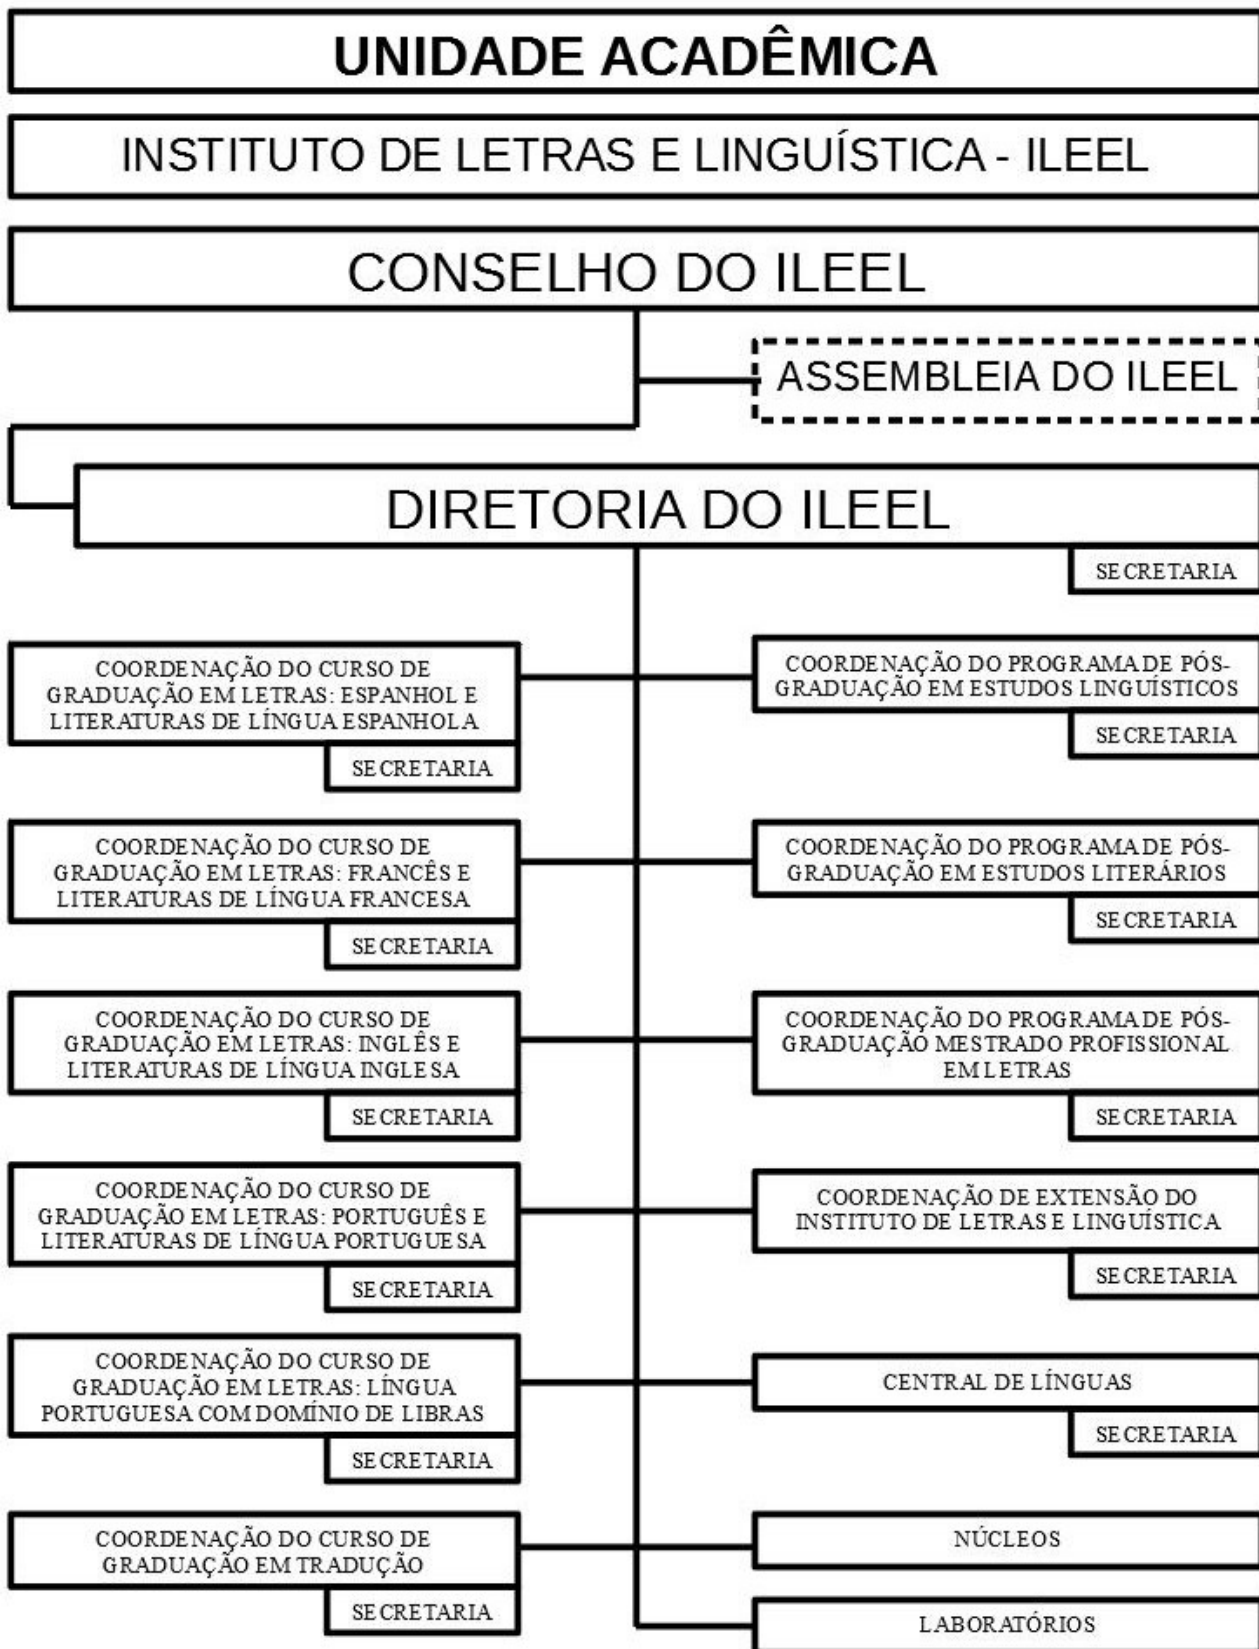 UNIDADE ACADÊMICA
INSTITUTO DE LETRAS E LINGUÍSTICA - ILEEL
CONSELHO DO ILEEL
ASSEMBLEIA DO ILEEL
DIRETORIA DO ILEEL
SECRETARIA
COORDENAÇÃO DO CURSO DE
GRADUAÇÃO EM LETRAS: ESPANHOL E
LITERATURAS DE LÍNGUA ESPANHOLA
SECRETARIA
COORDENAÇÃO DO PROGRAMA DE PÓS-
GRADUAÇÃO EM ESTUDOS LINGUÍSTICOS
SECRETARIA
COORDENAÇÃO DO CURSO DE
GRADUAÇÃO EM LETRAS: FRANCÊS E
LITERATURAS DE LÍNGUA FRANCESA
SECRETARIA
COORDENAÇÃO DO PROGRAMA DE PÓS-
GRADUAÇÃO EM ESTUDOS LITERÁRIOS
SECRETARIA
COORDENAÇÃO DO CURSO DE
GRADUAÇÃO EM LETRAS: INGLÊS E
LITERATURAS DE LÍNGUA INGLESA
SECRETARIA
COORDENAÇÃO DO PROGRAMA DE PÓS-
GRADUAÇÃO MESTRADO PROFISSIONAL
EM LETRAS
SECRETARIA
COORDENAÇÃO DO CURSO DE
GRADUAÇÃO EM LETRAS: PORTUGUÊS E
LITERATURAS DE LÍNGUA PORTUGUESA
SECRETARIA
COORDENAÇÃO DE EXTENSÃO DO
INSTITUTO DE LETRAS E LINGUÍSTICA
SECRETARIA
COORDENAÇÃO DO CURSO DE
GRADUAÇÃO EM LETRAS: LÍNGUA
PORTUGUESA COM DOMÍNIO DE LIBRAS
SECRETARIA
CENTRAL DE LÍNGUAS
SECRETARIA
COORDENAÇÃO DO CURSO DE
GRADUAÇÃO EM TRADUÇÃO
SECRETARIA
NÚCLEOS
LABORATÓRIOS